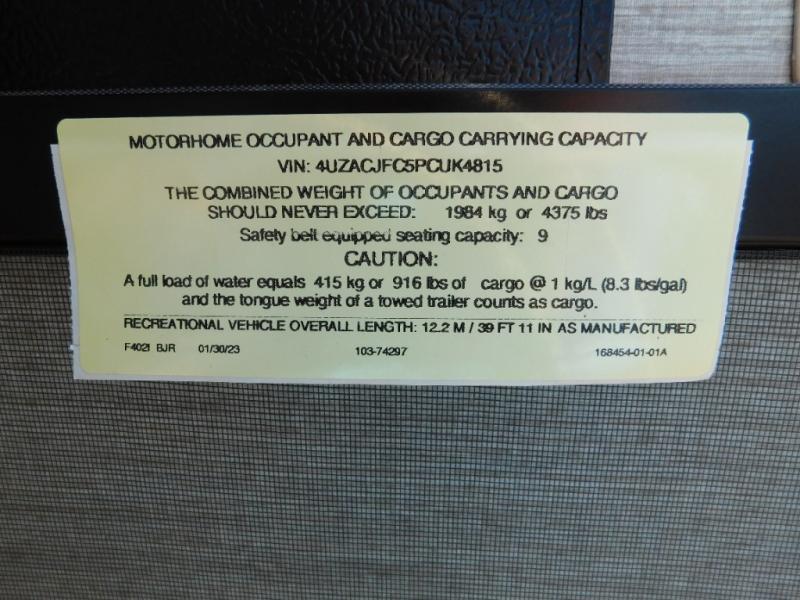 MOTORHOME OCCUPANT AND CARGO CARRYING CAPACITY
VIN: 4UZACJFC5PCUK4815
THE COMBINED WEIGHT OF OCCUPANTS AND CARGO
SHOULD NEVER EXCEED: 1984 kg or 4375 lbs
Safety belt equipped seating capacity: 9
CAUTION:
A full load of water equals 415 kg or 916 lbs of cargo @ 1 kg/L (8.3 lbs/gal)
and the tongue weight of a towed trailer counts as cargo.
RECREATIONAL VEHICLE OVERALL LENGTH: 12.2 M / 39 FT 11 IN AS MANUFACTURED
F402I BJR 01/30/23 103-74297 168454-01-01A